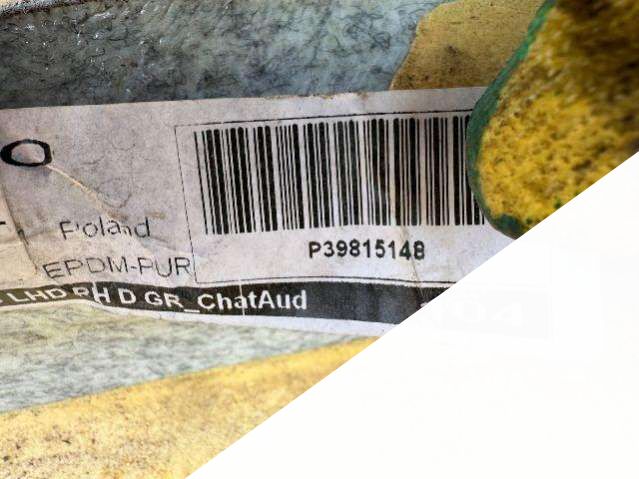 O
Poland
P39815148
EPDM-PUR
LHD RH D GR_ChatAud